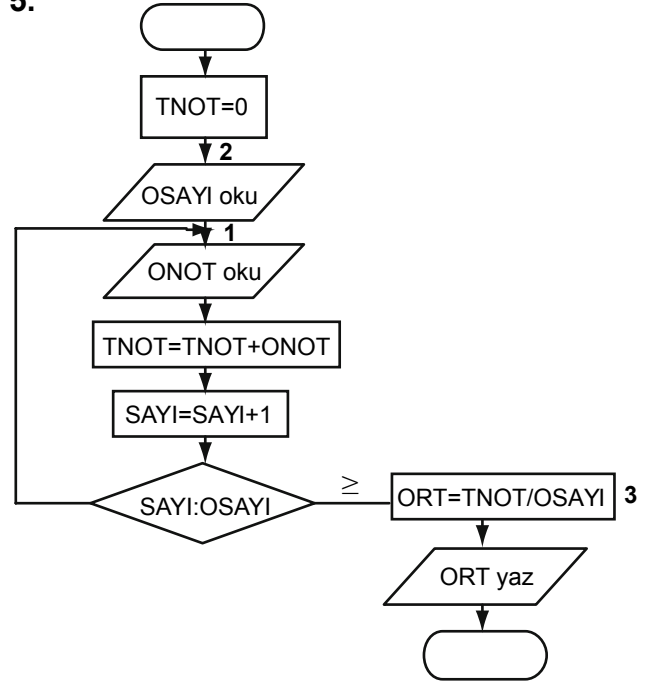 5.
TNOT=0
2
OSAYI oku
1
ONOT oku
TNOT=TNOT+ONOT
SAYI=SAYI+1
SAYI:OSAYI
≥
ORT=TNOT/OSAYI
3
ORT yaz